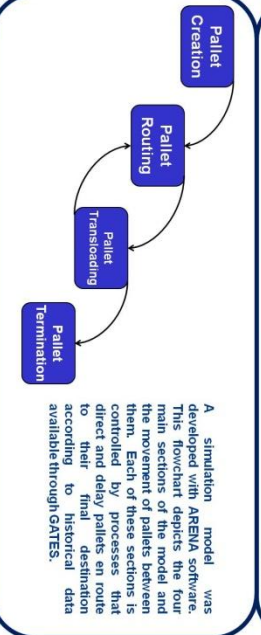 Pallet
Creation
Pallet
Routing
Pallet
Transloading
Pallet
Termination
A simulation model was
developed with ARENA software.
This flowchart depicts the four
main sections of the model and
the movement of pallets between
them. Each of these sections is
controlled by processes that
direct and delay pallets en route
to their final destination
according to historical data
available through GATES.